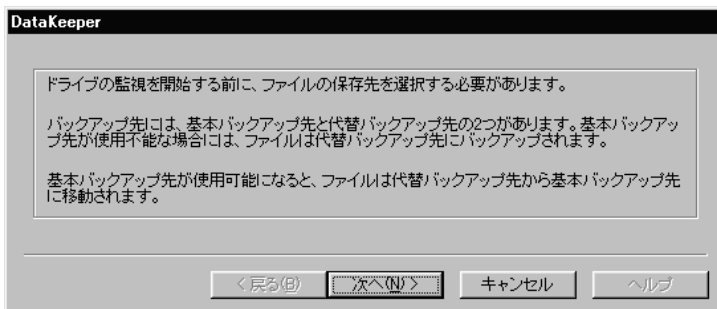 DataKeeper
ドライブの監視を開始する前に、ファイルの保存先を選択する必要があります。
バックアップ先には、基本バックアップ先と代替バックアップ先の2つがあります。基本バックアッ
プ先が使用不能な場合には、ファイルは代替バックアップ先にバックアップされます。
基本バックアップ先が使用可能になると、ファイルは代替バックアップ先から基本バックアップ先
に移動されます。
< 戻る(B) 次へ(N) > キャンセル ヘルプ